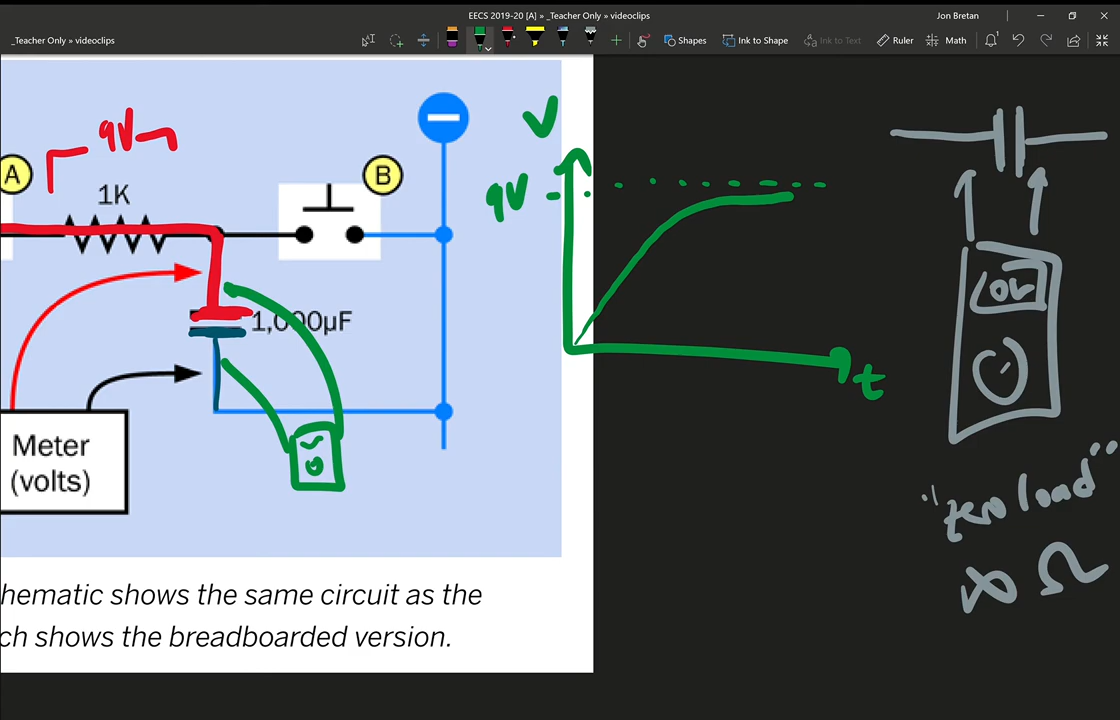 EECS 2019-20 [A] » _Teacher Only » videoclips
Jon Bretan
_Teacher Only » videoclips
Shapes
Ink to Shape
Ink to Text
Ruler
Math
9V
A
1K
B
1,000μF
Meter
(volts)
V
9V
t
"zero load"
∞ Ω
hematic shows the same circuit as the
ch shows the breadboarded version.